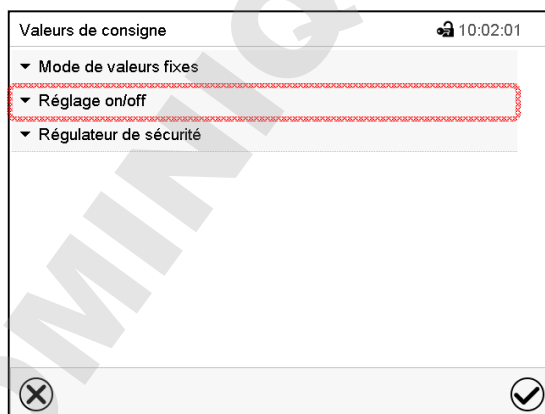 Valeurs de consigne 10:02:01
Mode de valeurs fixes
Réglage on/off
Régulateur de sécurité